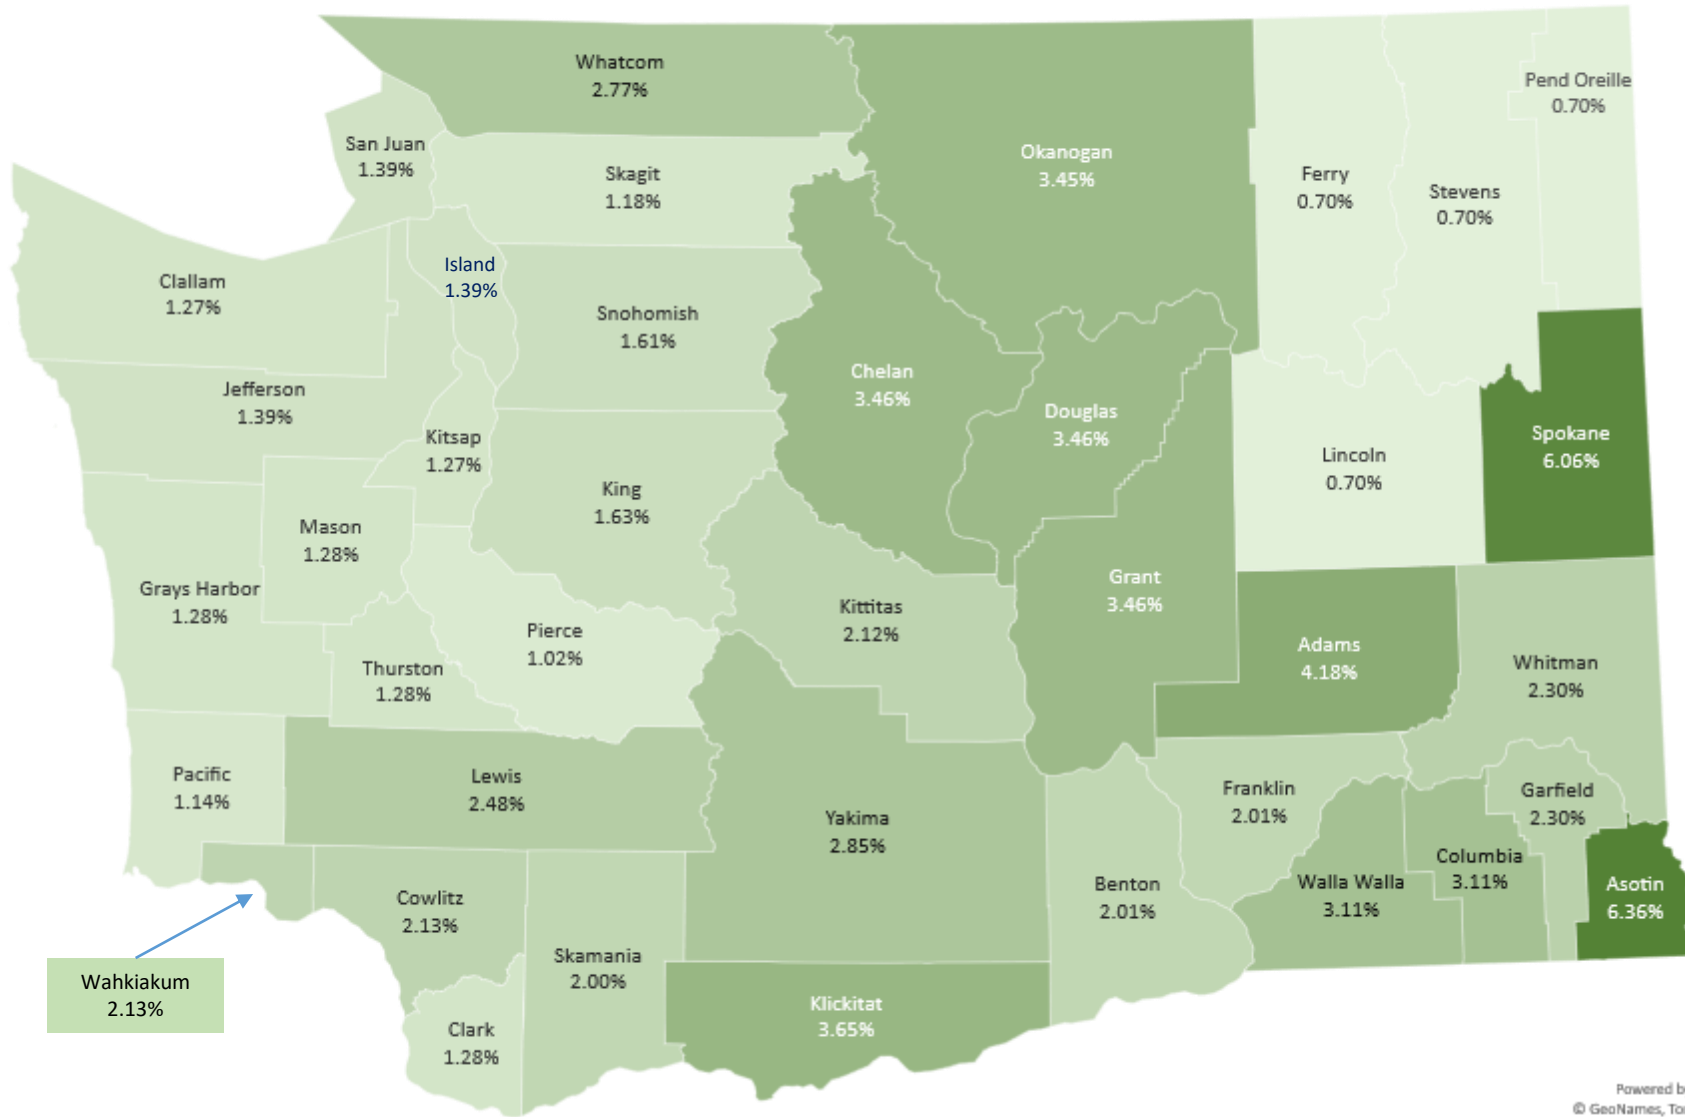 Whatcom
2.77%
San Juan
1.39%
Skagit
1.18%
Okanogan
3.45%
Ferry
0.70%
Stevens
0.70%
Pend Oreille
0.70%
Clallam
1.27%
Island
1.39%
Snohomish
1.61%
Jefferson
1.39%
Kitsap
1.27%
Chelan
3.46%
Douglas
3.46%
Lincoln
0.70%
Spokane
6.06%
Mason
1.28%
King
1.63%
Grays Harbor
1.28%
Thurston
1.28%
Pierce
1.02%
Kittitas
2.12%
Grant
3.46%
Adams
4.18%
Whitman
2.30%
Pacific
1.14%
Lewis
2.48%
Yakima
2.85%
Franklin
2.01%
Garfield
2.30%
Benton
2.01%
Walla Walla
3.11%
Columbia
3.11%
Asotin
6.36%
Wahkiakum
2.13%
Cowlitz
2.13%
Skamania
2.00%
Klickitat
3.65%
Clark
1.28%
Powered
© GeoNames,